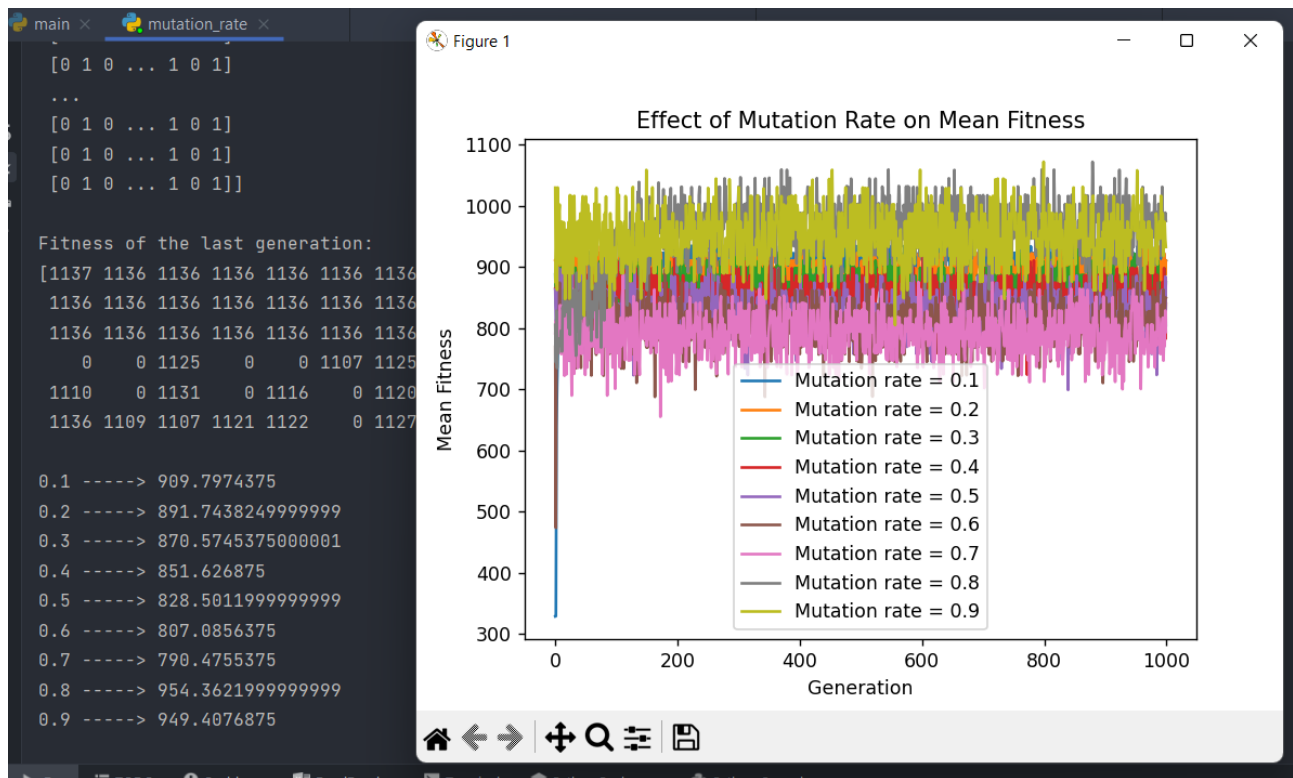 main ×
mutation_rate ×
[0 1 0 ... 1 0 1]
...
[0 1 0 ... 1 0 1]
[0 1 0 ... 1 0 1]
[0 1 0 ... 1 0 1]]
Fitness of the last generation:
[1137 1136 1136 1136 1136 1136 1136
1136 1136 1136 1136 1136 1136 1136
1136 1136 1136 1136 1136 1136 1136
0 0 1125 0 0 1107 1125
1110 0 1131 0 1116 0 1120
1136 1109 1107 1121 1122 0 1127
0.1 -----> 909.7974375
0.2 -----> 891.7438249999999
0.3 -----> 870.5745375000001
0.4 -----> 851.626875
0.5 -----> 828.5011999999999
0.6 -----> 807.0856375
0.7 -----> 790.4755375
0.8 -----> 954.3621999999999
0.9 -----> 949.4076875
Figure 1
Effect of Mutation Rate on Mean Fitness
1100
1000
900
800
700
600
500
400
300
Mean Fitness
Mutation rate = 0.1
Mutation rate = 0.2
Mutation rate = 0.3
Mutation rate = 0.4
Mutation rate = 0.5
Mutation rate = 0.6
Mutation rate = 0.7
Mutation rate = 0.8
Mutation rate = 0.9
0 200 400 600 800 1000
Generation